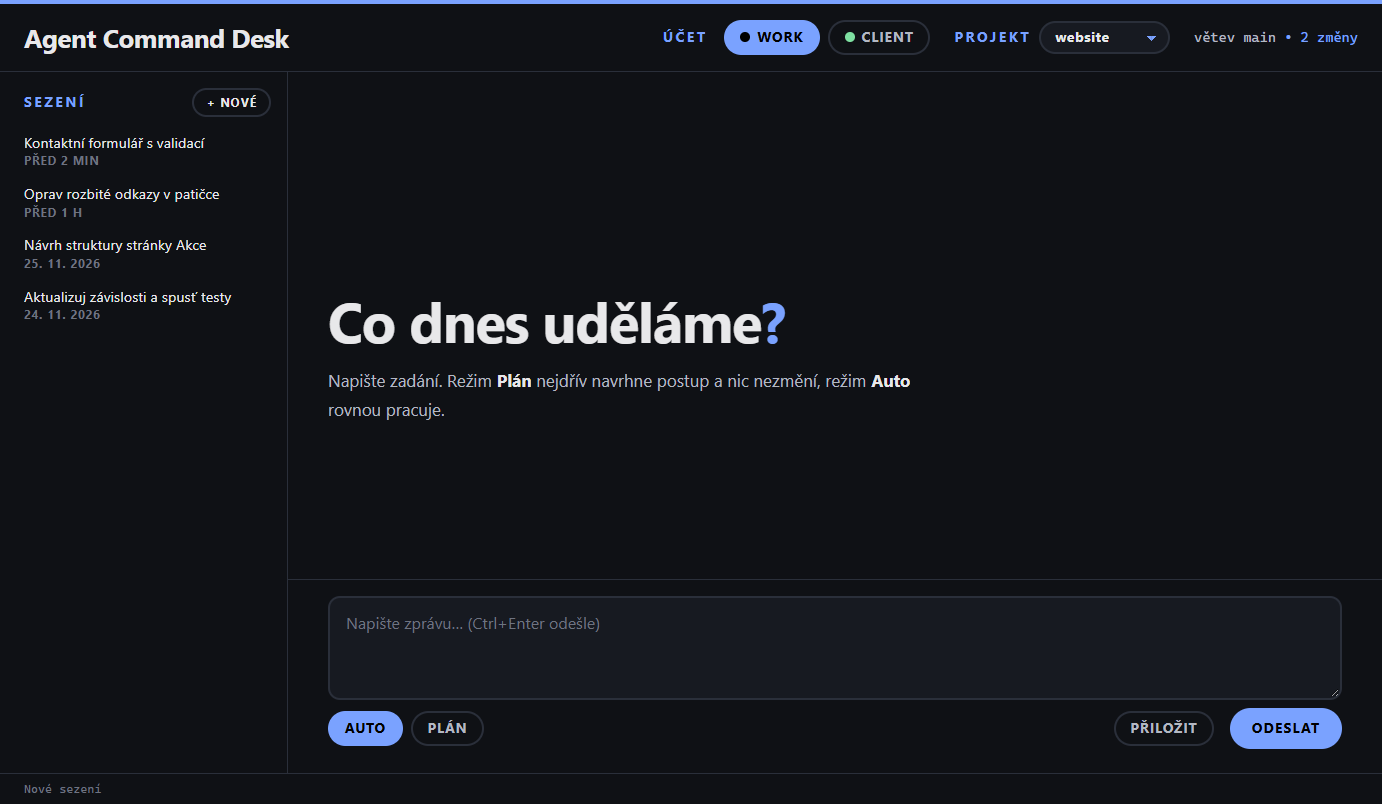 Agent Command Desk
ÚČET
WORK
CLIENT
PROJEKT
website
větev main • 2 změny
SEZENÍ
+ NOVÉ
Kontaktní formulář s validací
PŘED 2 MIN
Oprav rozbité odkazy v patičce
PŘED 1 H
Návrh struktury stránky Akce
25. 11. 2026
Aktualizuj závislosti a spusť testy
24. 11. 2026
Co dnes uděláme?
Napište zadání. Režim Plán nejdřív navrhne postup a nic nezmění, režim Auto
rovnou pracuje.
Napište zprávu... (Ctrl+Enter odešle)
AUTO
PLÁN
PŘILOŽIT
ODESLAT
Nové sezení